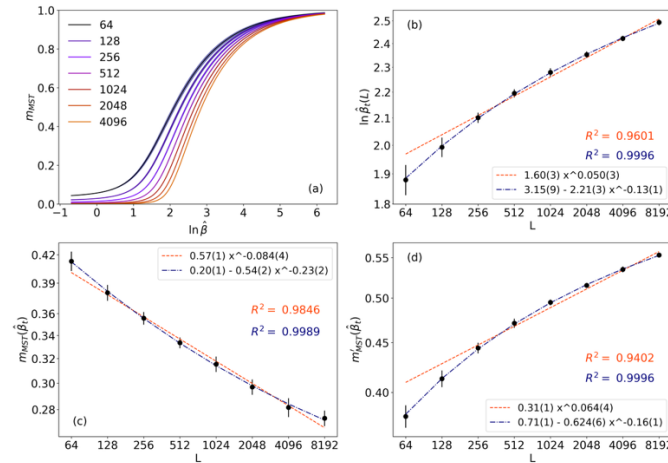 1.0
0.8
0.6
0.4
0.2
0.0
m_MST
64
128
256
512
1024
2048
4096
(a)
−1 0 1 2 3 4 5 6
ln β̂
2.5
2.4
2.3
2.2
2.1
2.0
1.9
1.8
ln β̂_t(L)
(b)
R² = 0.9601
R² = 0.9996
1.60(3) x^0.050(3)
3.15(9) - 2.21(3) x^-0.13(1)
64 128 256 512 1024 2048 4096 8192
L
0.42
0.39
0.36
0.34
0.32
0.30
0.28
m_MST(β̂_t)
0.57(1) x^-0.084(4)
0.20(1) - 0.54(2) x^-0.23(2)
R² = 0.9846
R² = 0.9989
(c)
64 128 256 512 1024 2048 4096 8192
L
0.55
0.50
0.45
0.40
m′_MST(β̂_t)
(d)
R² = 0.9402
R² = 0.9996
0.31(1) x^0.064(4)
0.71(1) - 0.624(6) x^-0.16(1)
64 128 256 512 1024 2048 4096 8192
L